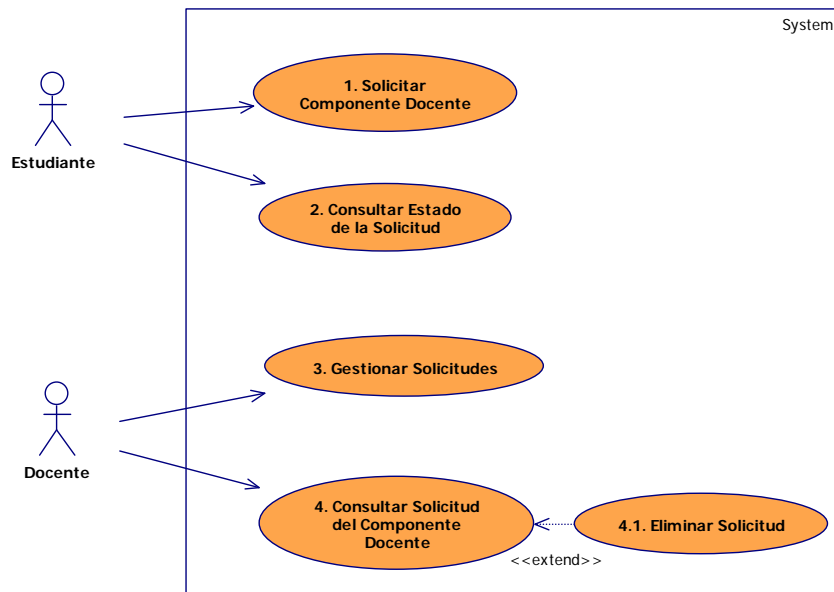 System
1. Solicitar
Componente Docente
Estudiante
2. Consultar Estado
de la Solicitud
3. Gestionar Solicitudes
Docente
4. Consultar Solicitud
del Componente
Docente
4.1. Eliminar Solicitud
<<extend>>